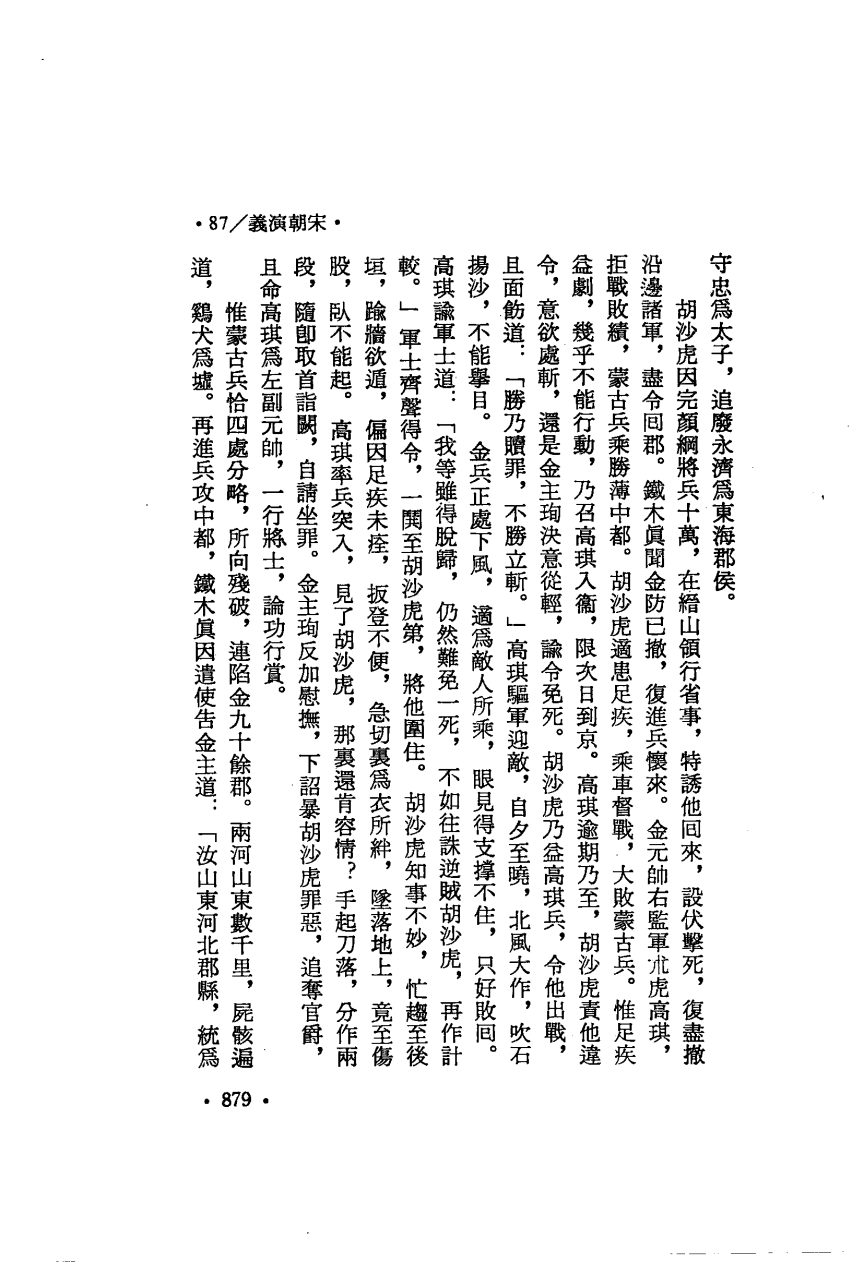 ·87/義演朝宋·
守忠爲太子，追廢永濟爲東海郡侯。
胡沙虎因完顏綱將兵十萬，在縉山領行省事，特誘他囘來，設伏擊死，復盡撤
沿邊諸軍，盡令囘郡。鐵木眞聞金防已撤，復進兵懷來。金元帥右監軍朮虎高琪，
拒戰敗績，蒙古兵乘勝薄中都。胡沙虎適患足疾，乘車督戰，大敗蒙古兵。惟足疾
益劇，幾乎不能行動，乃召高琪入衞，限次日到京。高琪逾期乃至，胡沙虎責他違
令，意欲處斬，還是金主珣決意從輕，諭令免死。胡沙虎乃益高琪兵，令他出戰，
且面飭道：「勝乃贖罪，不勝立斬。」高琪驅軍迎敵，自夕至曉，北風大作，吹石
揚沙，不能擧目。金兵正處下風，適爲敵人所乘，眼見得支撐不住，只好敗囘。
高琪諭軍士道：「我等雖得脫歸，仍然難免一死，不如往誅逆賊胡沙虎，再作計
較。」軍士齊聲得令，一鬨至胡沙虎第，將他圍住。胡沙虎知事不妙，忙趨至後
垣，踰牆欲遁，偏因足疾未痊，扳登不便，急切裏爲衣所絆，墜落地上，竟至傷
股，臥不能起。高琪率兵突入，見了胡沙虎，那裏還肯容情？手起刀落，分作兩
段，隨卽取首詣闕，自請坐罪。金主珣反加慰撫，下詔暴胡沙虎罪惡，追奪官爵，
且命高琪爲左副元帥，一行將士，論功行賞。
惟蒙古兵恰四處分略，所向殘破，連陷金九十餘郡。兩河山東數千里，屍骸遍
道，鷄犬爲墟。再進兵攻中都，鐵木眞因遣使吿金主道：「汝山東河北郡縣，統爲
·879·